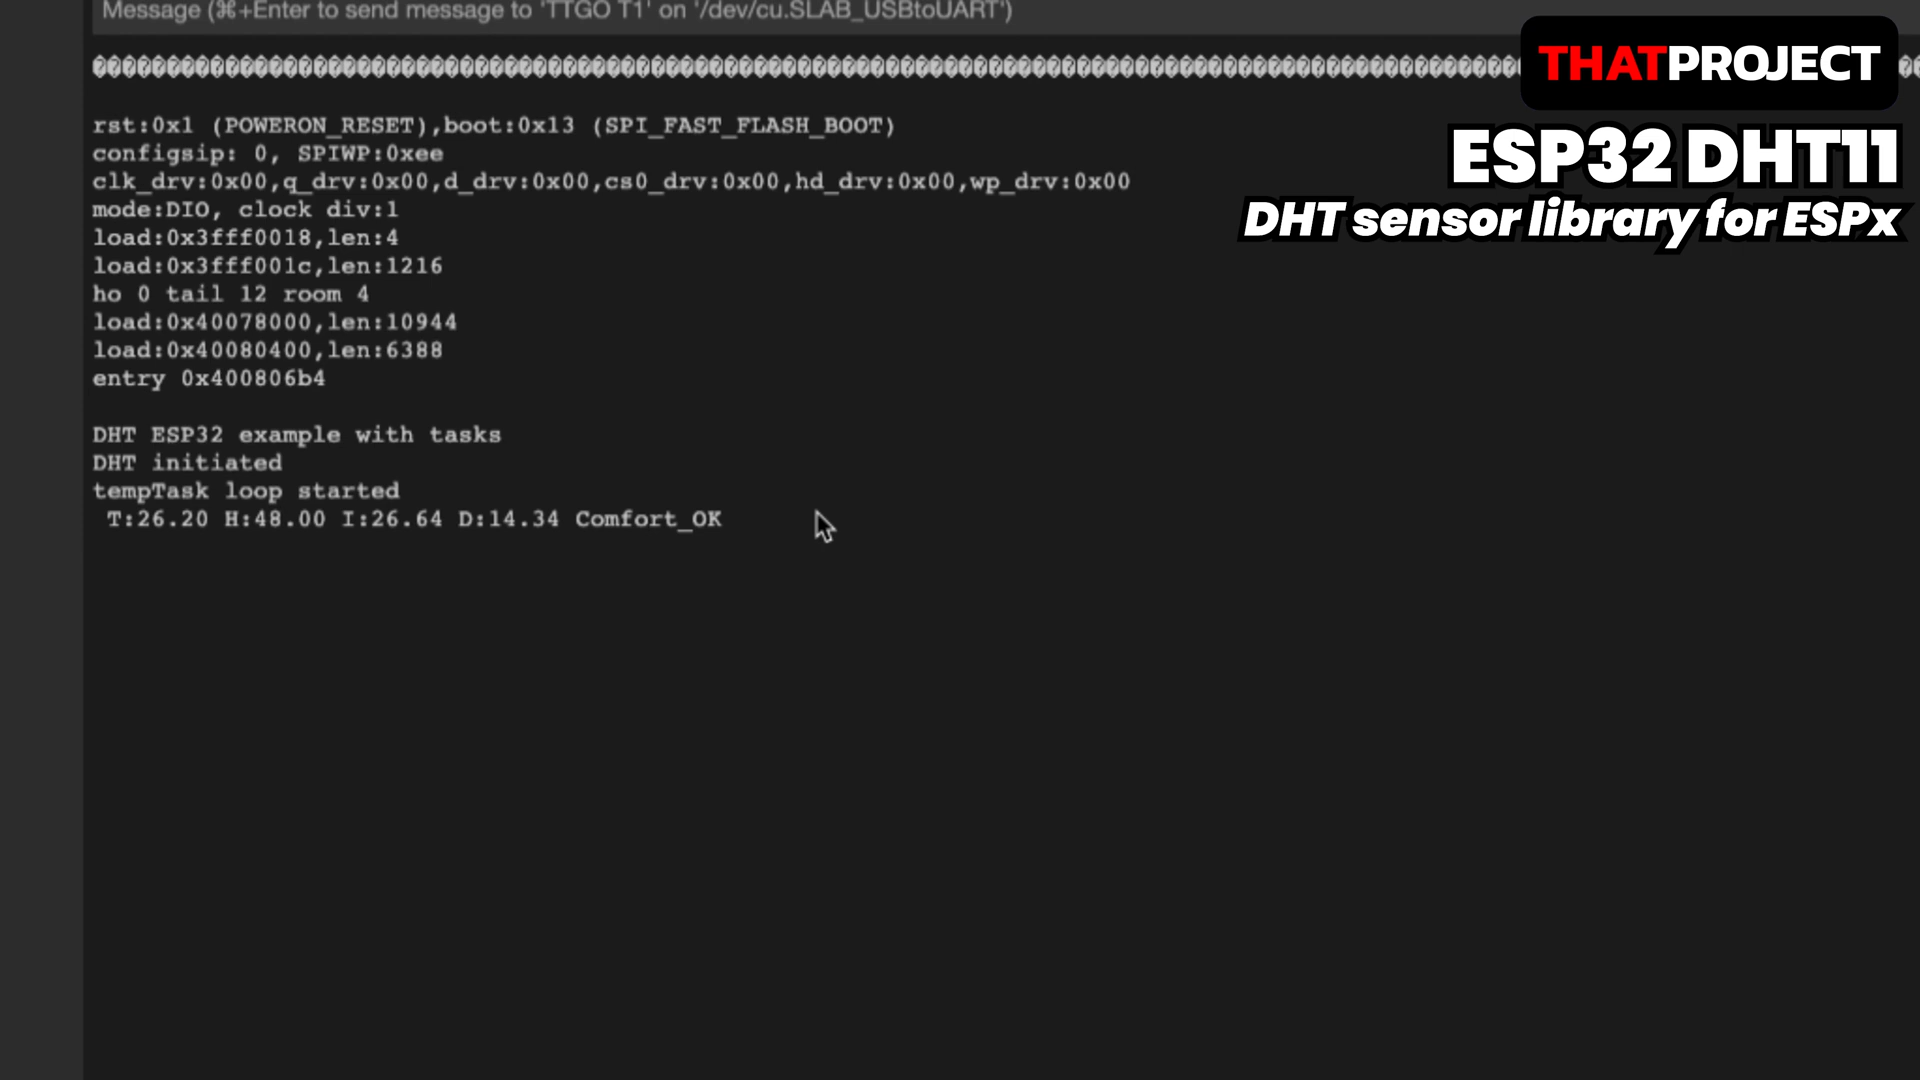 Message (⌘+Enter to send message to 'TTGO T1' on '/dev/cu.SLAB_USBtoUART')
THATPROJECT
ESP32 DHT11
DHT sensor library for ESPx
rst:0x1 (POWERON_RESET),boot:0x13 (SPI_FAST_FLASH_BOOT)
configsip: 0, SPIWP:0xee
clk_drv:0x00,q_drv:0x00,d_drv:0x00,cs0_drv:0x00,hd_drv:0x00,wp_drv:0x00
mode:DIO, clock div:1
load:0x3fff0018,len:4
load:0x3fff001c,len:1216
ho 0 tail 12 room 4
load:0x40078000,len:10944
load:0x40080400,len:6388
entry 0x400806b4
DHT ESP32 example with tasks
DHT initiated
tempTask loop started
T:26.20 H:48.00 I:26.64 D:14.34 Comfort_OK